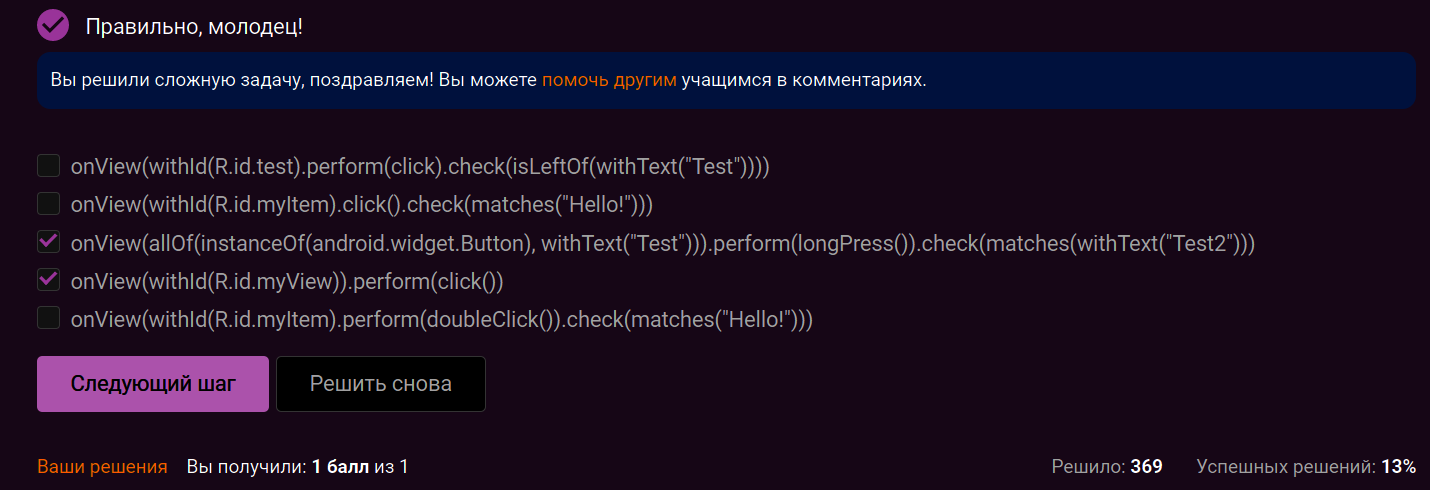 Правильно, молодец!
Вы решили сложную задачу, поздравляем! Вы можете помочь другим учащимся в комментариях.
onView(withId(R.id.test).perform(click).check(isLeftOf(withText("Test"))))
onView(withId(R.id.myItem).click().check(matches("Hello!")))
onView(allOf(instanceOf(android.widget.Button), withText("Test"))).perform(longPress()).check(matches(withText("Test2")))
onView(withId(R.id.myView)).perform(click())
onView(withId(R.id.myItem).perform(doubleClick()).check(matches("Hello!")))
Следующий шаг Решить снова
Ваши решения Вы получили: 1 балл из 1 Решило: 369 Успешных решений: 13%